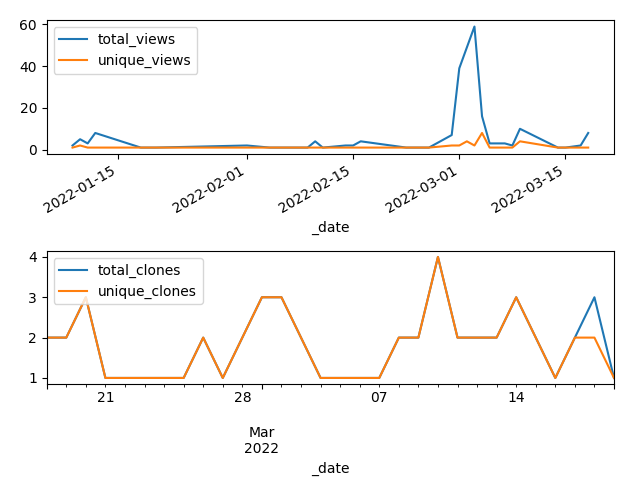 60
40
20
0
total_views
unique_views
2022-01-15
2022-02-01
2022-02-15
2022-03-01
2022-03-15
_date
4
3
2
1
total_clones
unique_clones
21
28
07
14
Mar
2022
_date